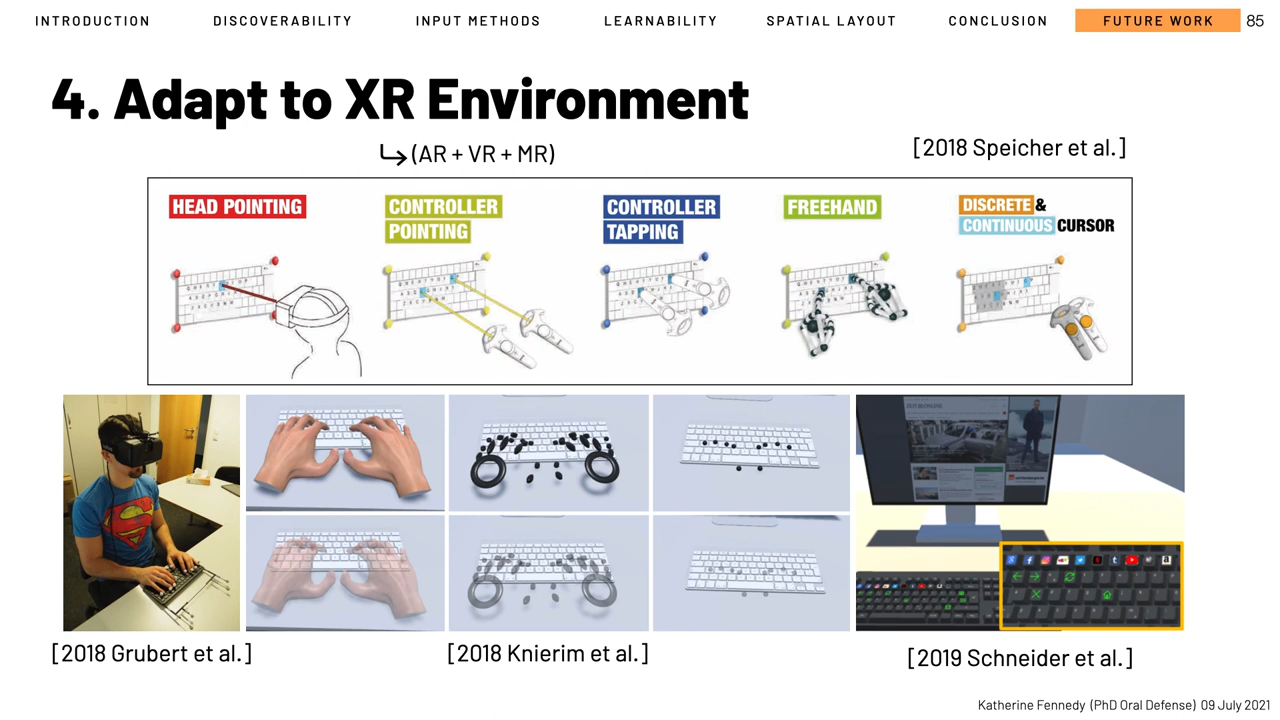 INTRODUCTION DISCOVERABILITY INPUT METHODS LEARNABILITY SPATIAL LAYOUT CONCLUSION FUTURE WORK 85
4. Adapt to XR Environment
(AR + VR + MR)
[2018 Speicher et al.]
HEAD POINTING
CONTROLLER
POINTING
CONTROLLER
TAPPING
FREEHAND
DISCRETE &
CONTINUOUS CURSOR
[2018 Grubert et al.]
[2018 Knierim et al.]
[2019 Schneider et al.]
Katherine Fennedy (PhD Oral Defense) 09 July 2021